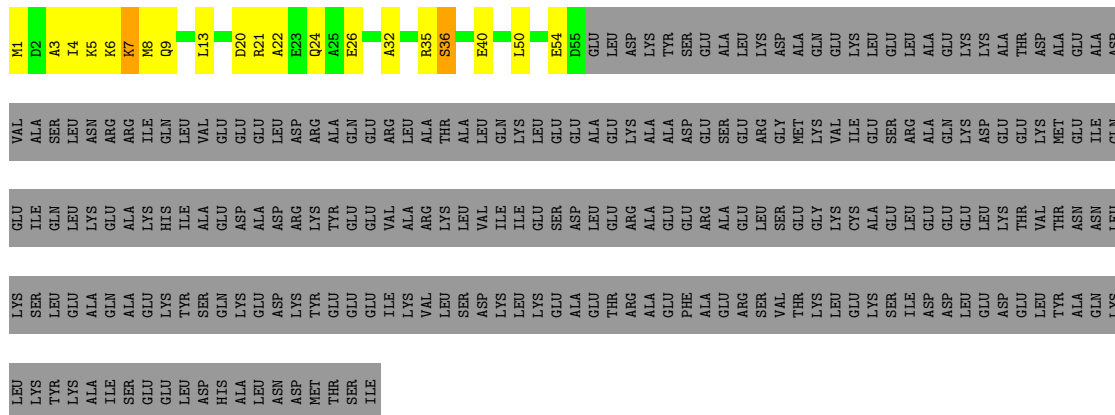 M1 D2 A3 I4 K5 K6 K7 M8 Q9 L13 D20 R21 A22 E23 Q24 A25 E26 A32 R35 S36 E40 L50 E54 D55 GLU LEU ASP LYS TYR SER GLU ALA LEU LYS ASP ALA GLN GLU LYS LEU GLU LEU ALA GLU LYS LYS ALA THR ASP ALA GLU ALA ASP
VAL ALA SER LEU ASN ARG ARG ILE GLN LEU VAL GLU GLU GLU LEU ASP ARG ALA GLN GLU ARG LEU ALA THR ALA LEU GLN LYS LEU GLU GLU ALA GLU LYS ALA ALA ASP GLU SER GLU ARG GLY MET LYS VAL ILE GLU SER ARG ALA GLN LYS ASP GLU GLU LYS MET GLU ILE GLN
GLU ILE GLN LEU LYS GLU ALA LYS HIS ILE ALA GLU ASP ALA ASP ARG LYS TYR GLU GLU VAL ALA ARG LYS LEU VAL ILE ILE GLU SER ASP LEU GLU ARG ALA GLU GLU ARG ALA GLU LEU SER GLU GLY LYS CYS ALA GLU LEU GLU GLU GLU LEU LYS THR VAL THR ASN ASN LEU
LYS SER LEU GLU ALA GLN ALA GLU LYS TYR SER GLN LYS GLU ASP LYS TYR GLU GLU GLU ILE LYS VAL LEU SER ASP LYS LEU LYS GLU ALA GLU THR ARG ALA GLU PHE ALA GLU ARG SER VAL THR LYS LEU GLU LYS SER ILE ASP ASP LEU GLU ASP GLU LEU TYR ALA GLN LYS
LEU LYS TYR LYS ALA ILE SER GLU GLU LEU ASP HIS ALA LEU ASN ASP MET THR SER ILE